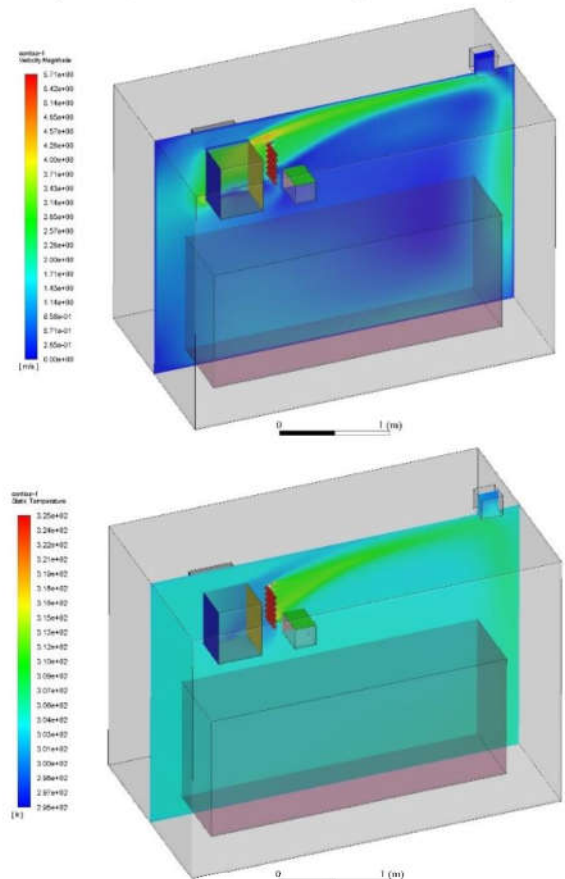 contour-1
Velocity Magnitude
5.71e+00
5.42e+00
5.14e+00
4.85e+00
4.57e+00
4.28e+00
4.00e+00
3.71e+00
3.43e+00
3.14e+00
2.85e+00
2.57e+00
2.28e+00
2.00e+00
1.71e+00
1.43e+00
1.14e+00
8.56e-01
5.71e-01
2.85e-01
0.00e+00
[m/s]
0 1 (m)
contour-1
Static Temperature
3.25e+02
3.24e+02
3.22e+02
3.21e+02
3.19e+02
3.18e+02
3.16e+02
3.15e+02
3.13e+02
3.12e+02
3.10e+02
3.09e+02
3.07e+02
3.06e+02
3.04e+02
3.03e+02
3.01e+02
3.00e+02
2.98e+02
2.97e+02
2.95e+02
[K]
0 1 (m)